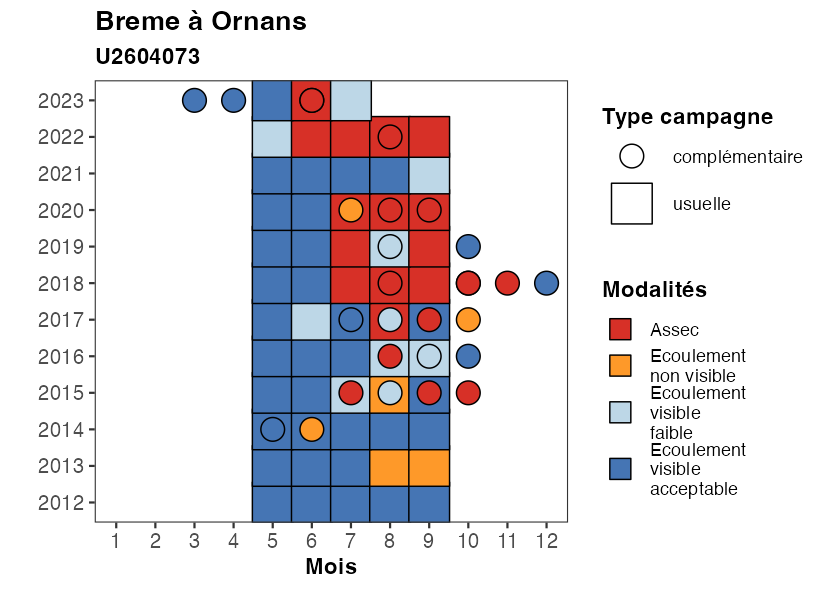 Breme à Ornans
U2604073
2023
2022
2021
2020
2019
2018
2017
2016
2015
2014
2013
2012
1 2 3 4 5 6 7 8 9 10 11 12
Mois
Type campagne
complémentaire
usuelle
Modalités
Assec
Ecoulement
non visible
Ecoulement
visible
faible
Ecoulement
visible
acceptable